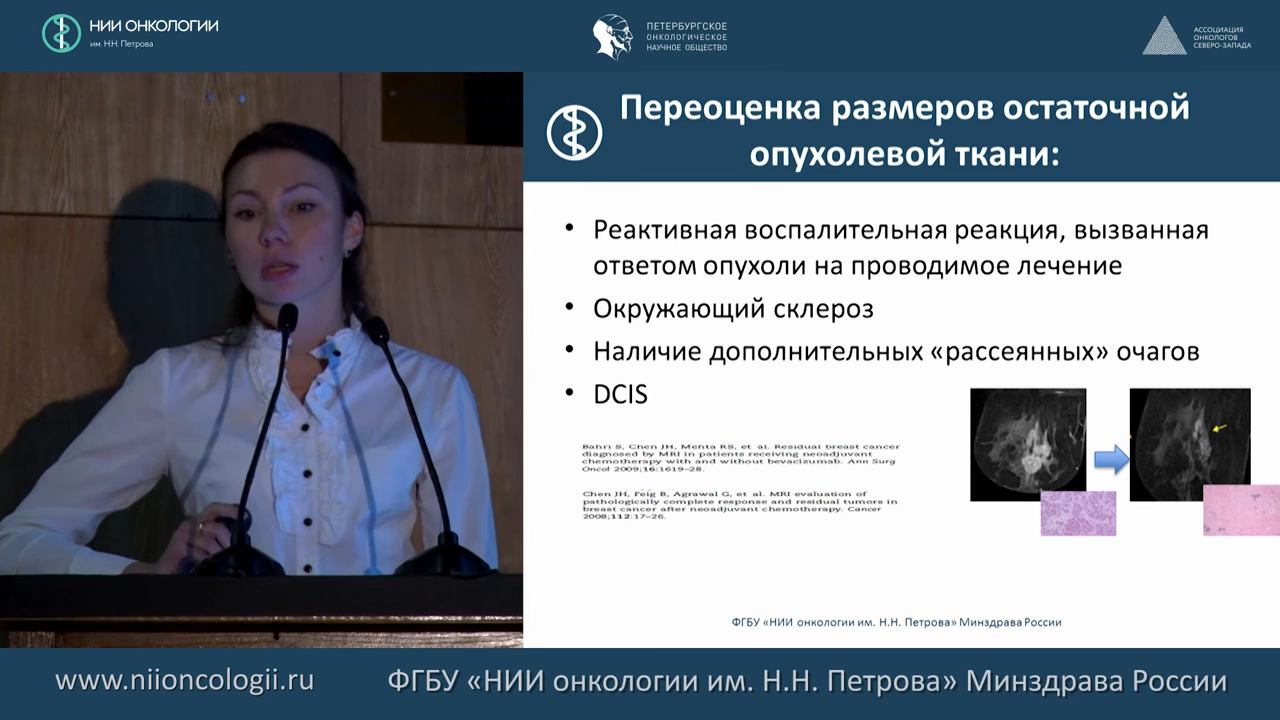 НИИ ОНКОЛОГИИ
им. Н.Н. Петрова
ПЕТЕРБУРГСКОЕ
ОНКОЛОГИЧЕСКОЕ
НАУЧНОЕ ОБЩЕСТВО
АССОЦИАЦИЯ
ОНКОЛОГОВ
СЕВЕРО-ЗАПАДА
Переоценка размеров остаточной
опухолевой ткани:
• Реактивная воспалительная реакция, вызванная
ответом опухоли на проводимое лечение
• Окружающий склероз
• Наличие дополнительных «рассеянных» очагов
• DCIS
Bahri S, Chen JH, Mehta RS, et al. Residual breast cancer
diagnosed by MRI in patients receiving neoadjuvant
chemotherapy with and without bevacizumab. Ann Surg
Oncol 2009;16:1619–28.
Chen JH, Feig B, Agrawal G, et al. MRI evaluation of
pathologically complete response and residual tumors in
breast cancer after neoadjuvant chemotherapy. Cancer
2008;112:17–26.
ФГБУ «НИИ онкологии им. Н.Н. Петрова» Минздрава России
www.niioncologii.ru
ФГБУ «НИИ онкологии им. Н.Н. Петрова» Минздрава России